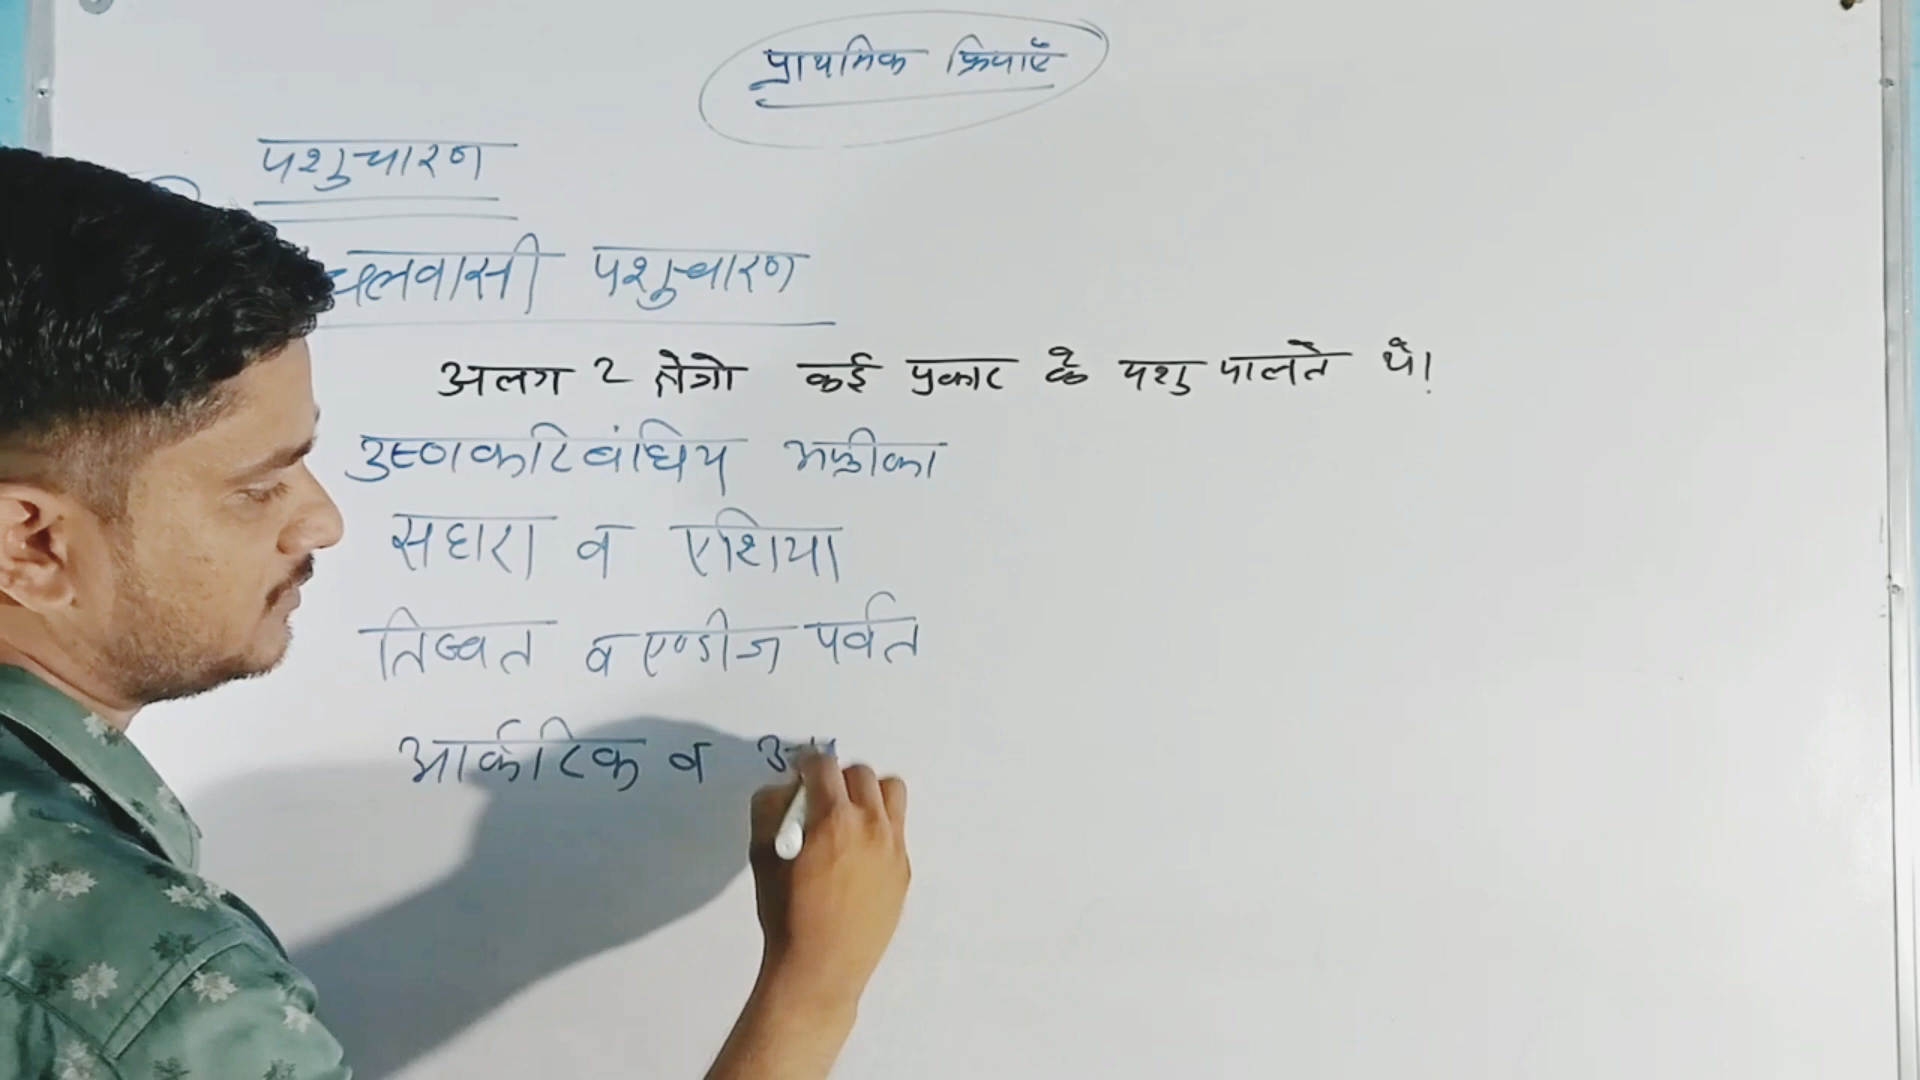 प्राथमिक क्रियाएँ
पशुचारण
चलवासी पशुचारण
अलग 2 क्षेत्रो कई प्रकार के पशु पालते थे।
उष्णकटिबंधिय अफ्रीका
सहारा व एशिया
तिब्बत व एण्डीज पर्वत
आर्कटिक व